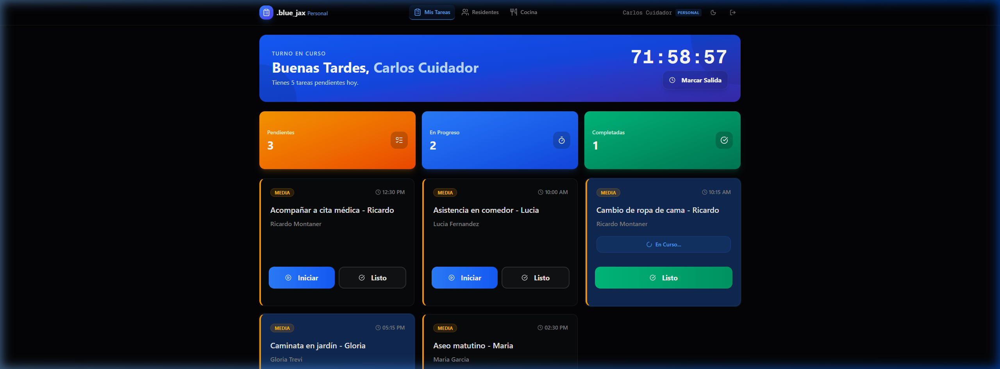 .blue_jax Personal
Mis Tareas
Residentes
Cocina
Carlos Cuidador
PERSONAL
TURNO EN CURSO
Buenas Tardes, Carlos Cuidador
Tienes 5 tareas pendientes hoy.
71:58:57
Marcar Salida
Pendientes
3
En Progreso
2
Completadas
1
MEDIA
12:30 PM
Acompañar a cita médica - Ricardo
Ricardo Montaner
Iniciar
Listo
MEDIA
10:00 AM
Asistencia en comedor - Lucia
Lucia Fernandez
Iniciar
Listo
MEDIA
10:15 AM
Cambio de ropa de cama - Ricardo
Ricardo Montaner
En Curso...
Listo
MEDIA
05:15 PM
Caminata en jardín - Gloria
Gloria Trevi
MEDIA
02:30 PM
Aseo matutino - Maria
Maria Garcia